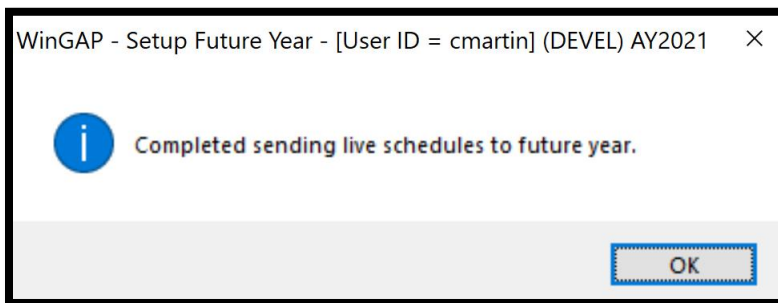 WinGAP - Setup Future Year - [User ID = cmartin] (DEVEL) AY2021
Completed sending live schedules to future year.
OK